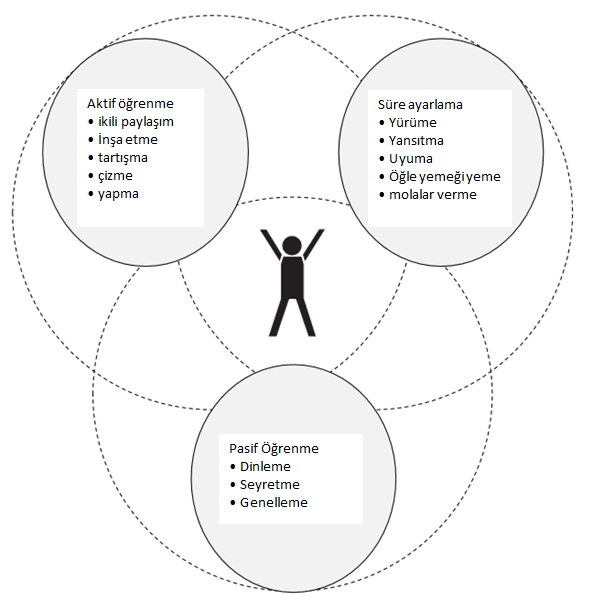 Aktif öğrenme
• ikili paylaşım
• İnşa etme
• tartışma
• çizme
• yapma
Süre ayarlama
• Yürüme
• Yansıtma
• Uyuma
• Öğle yemeği yeme
• molalar verme
Pasif Öğrenme
• Dinleme
• Seyretme
• Genelleme